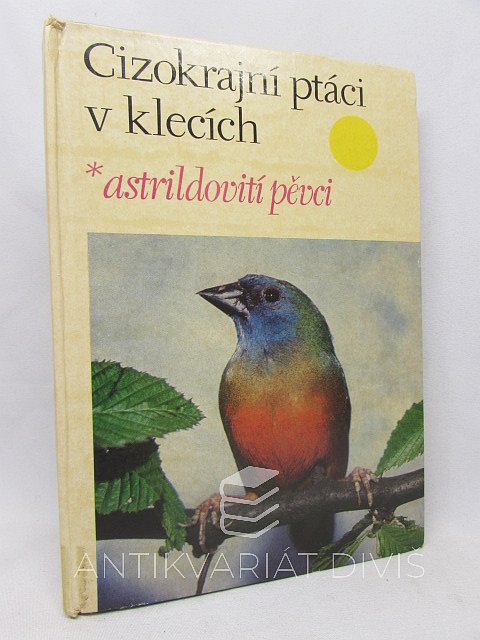 Cizokrajní ptáci
v klecích
*astrildovití pěvci
ANTIKVARIÁT DIVIŠ